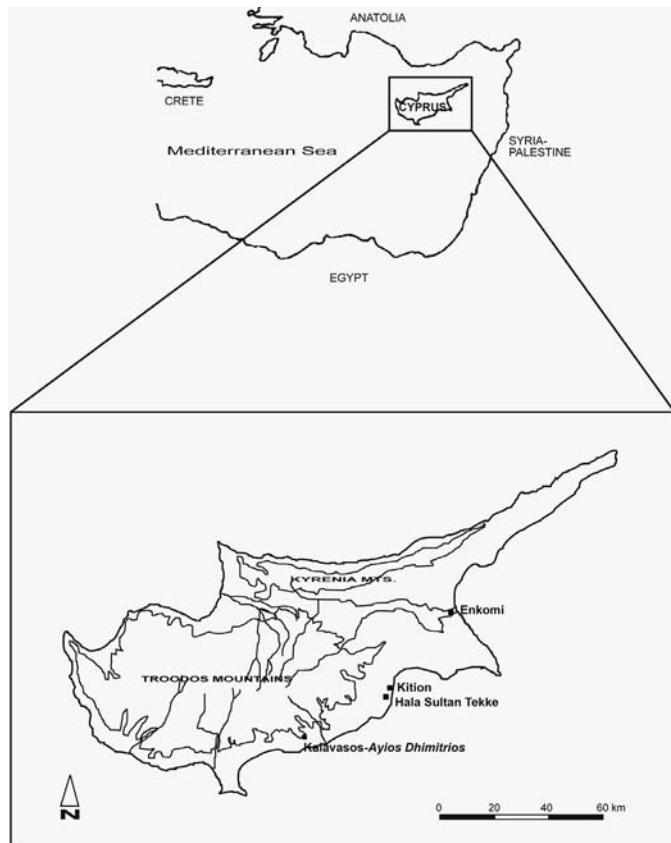 ANATOLIA
CRETE
CYPRUS
Mediterranean Sea
SYRIA-
PALESTINE
EGYPT
KYRENIA MTS.
Enkomi
TROODOS MOUNTAINS
Kition
Hala Sultan Tekke
Kalavasos-Ayios Dhimitrios
N
0 20 40 60 km